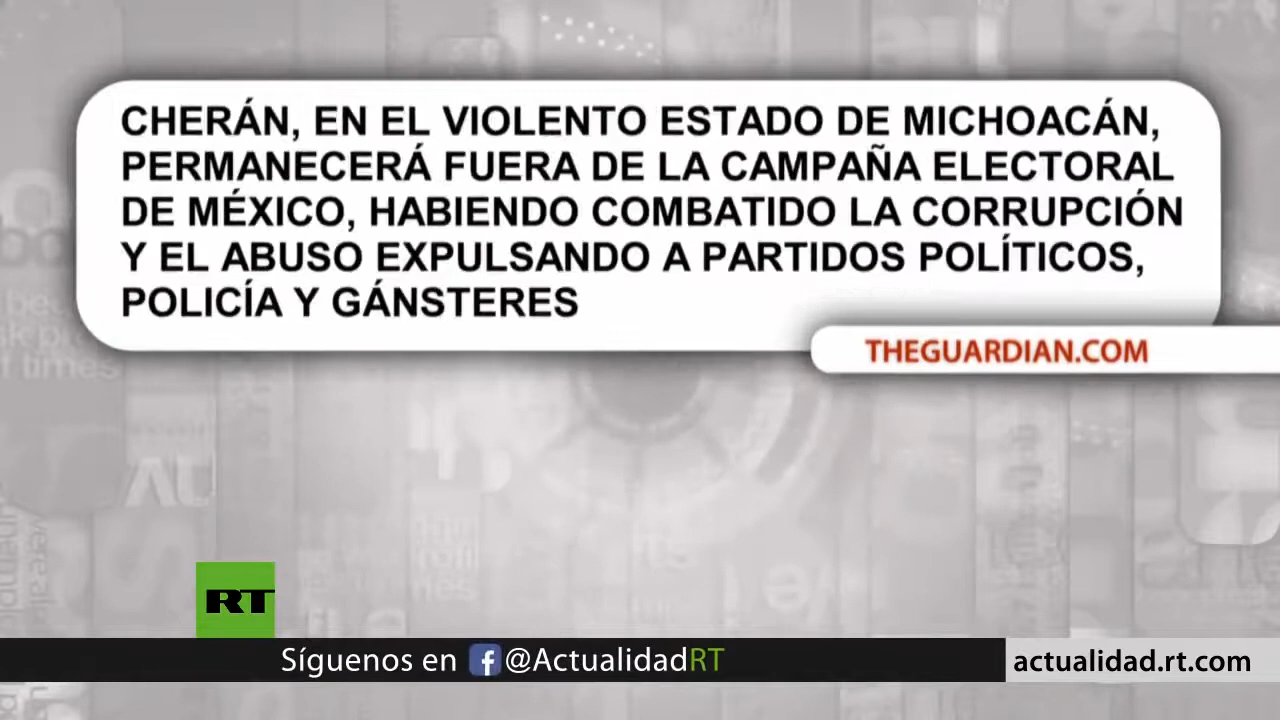 CHERÁN, EN EL VIOLENTO ESTADO DE MICHOACÁN,
PERMANECERÁ FUERA DE LA CAMPAÑA ELECTORAL
DE MÉXICO, HABIENDO COMBATIDO LA CORRUPCIÓN
Y EL ABUSO EXPULSANDO A PARTIDOS POLÍTICOS,
POLICÍA Y GÁNSTERES
THEGUARDIAN.COM
RT
Síguenos en f @ActualidadRT
actualidad.rt.com